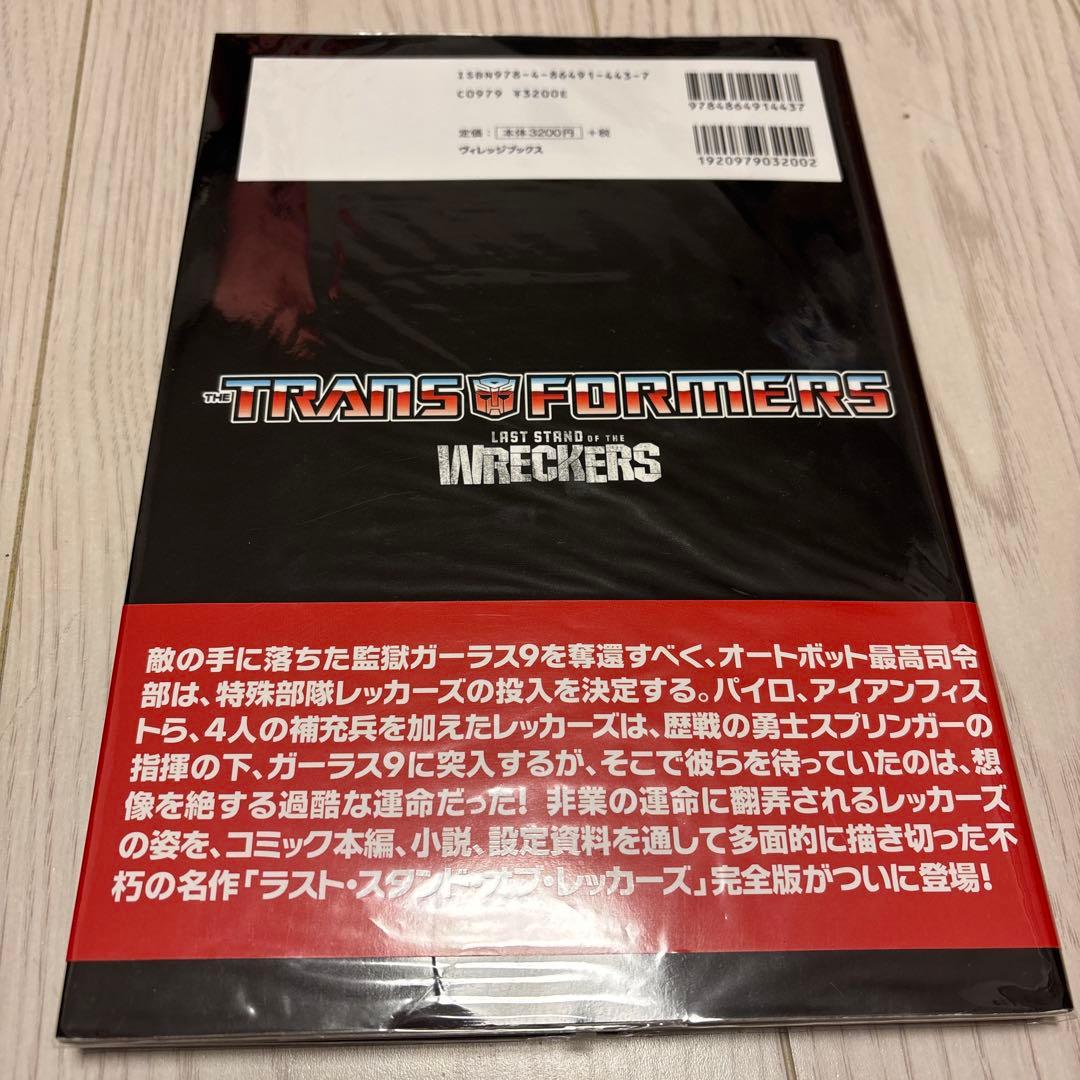 ISBN978-4-86491-443-7
C0979 ¥3200E
定価：本体3200円＋税
ヴィレッジブックス
9784864914437
1920979032002
THE TRANSFORMERS
LAST STAND OF THE
WRECKERS
敵の手に落ちた監獄ガーラス9を奪還すべく、オートボット最高司令
部は、特殊部隊レッカーズの投入を決定する。パイロ、アイアンフィス
トら、4人の補充兵を加えたレッカーズは、歴戦の勇士スプリンガーの
指揮の下、ガーラス9に突入するが、そこで彼らを待っていたのは、想
像を絶する過酷な運命だった！ 非業の運命に翻弄されるレッカーズ
の姿を、コミック本編、小説、設定資料を通して多面的に描き切った不
朽の名作「ラスト・スタンド・オブ・レッカーズ」完全版がついに登場！